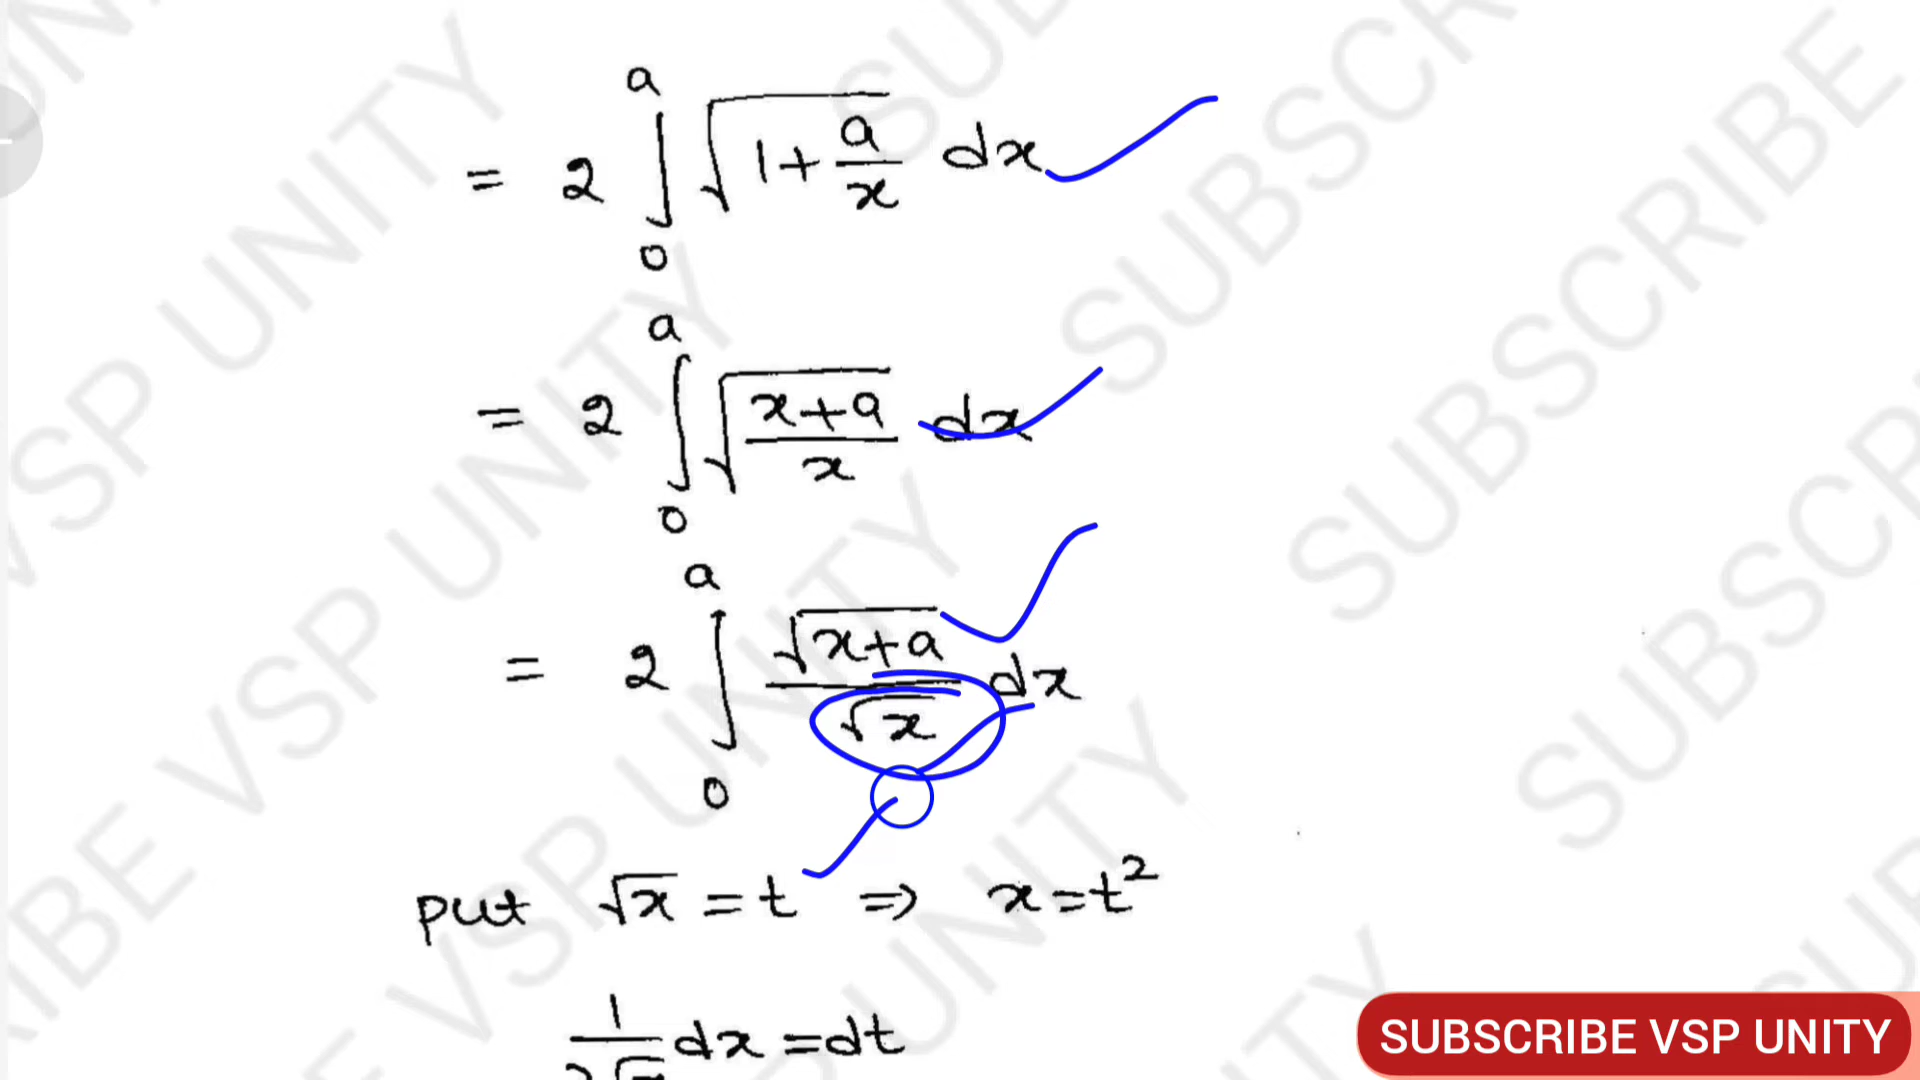 = 2 ∫₀ᵃ √(1 + a/x) dx
= 2 ∫₀ᵃ √((x+a)/x) dx
= 2 ∫₀ᵃ √(x+a)/√x dx
put √x = t ⇒ x = t²
1/(2√x) dx = dt
SUBSCRIBE VSP UNITY